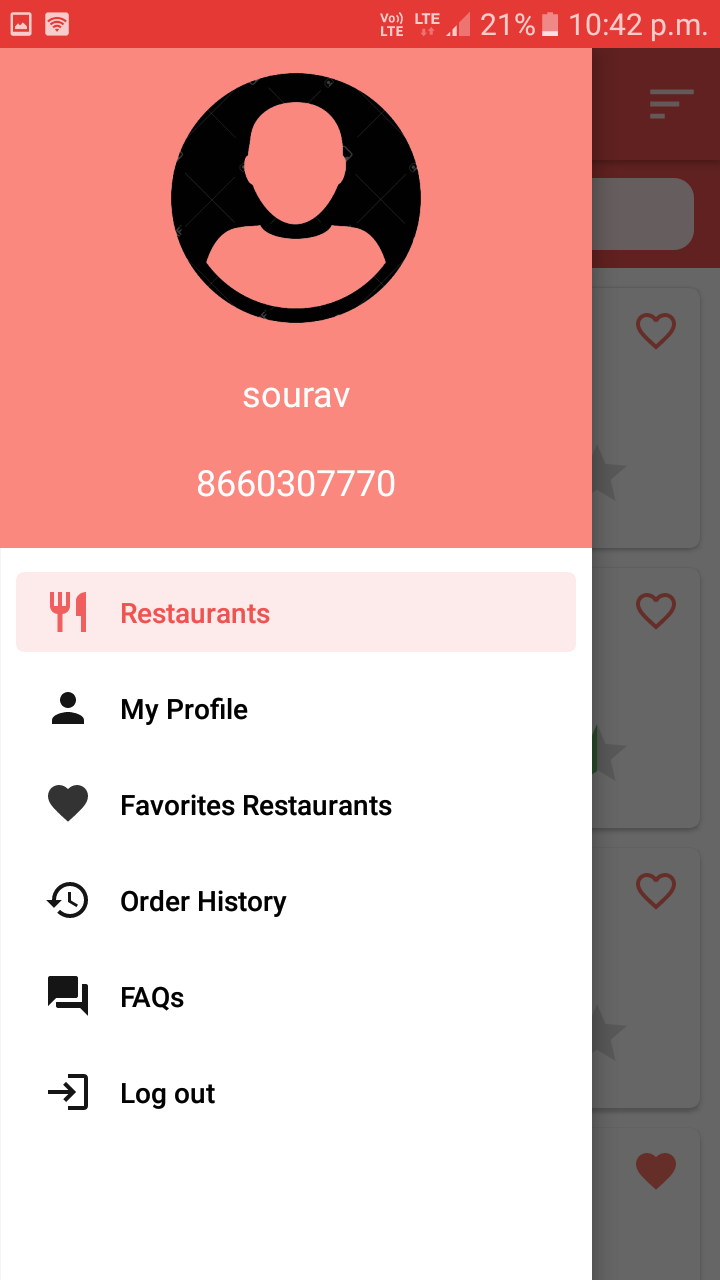 Vo)) LTE LTE 21% 10:42 p.m.
sourav
8660307770
Restaurants
My Profile
Favorites Restaurants
Order History
FAQs
Log out